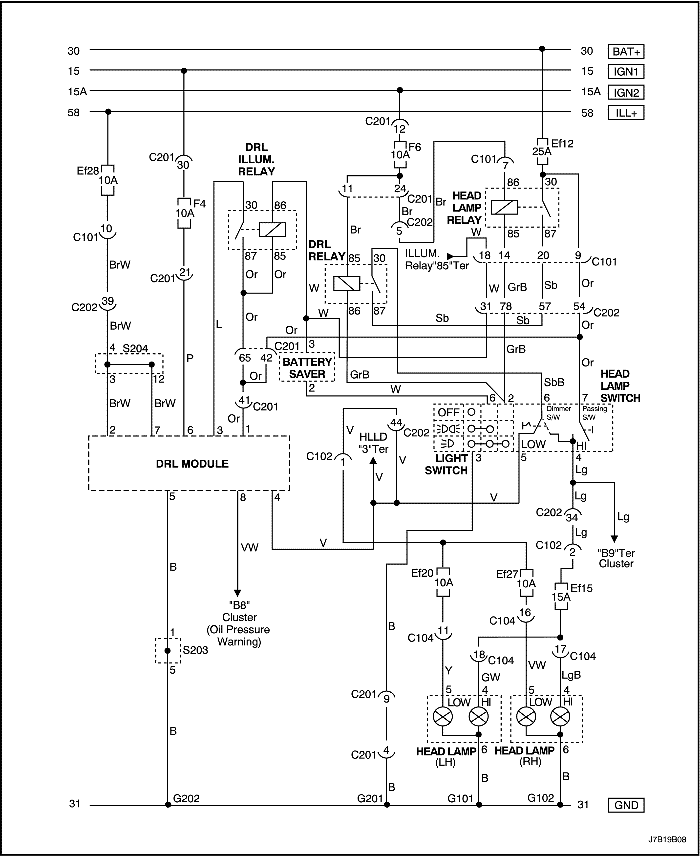 30 30 BAT+
15 15 IGN1
15A 15A IGN2
58 58 ILL+
C201 12
F6 10A
Ef12 25A
C201 30
DRL ILLUM. RELAY
C101 7
Ef28 10A
F4 10A
30 86
11 24
C201
HEAD LAMP RELAY
86 30
Br Br
C202 5
10 C101
87 85
Or Or
DRL RELAY
85 30
W
ILLUM. Relay"85"Ter
85 87
18 14 20 9 C101
BrW
C201 21
W
86 87
W GrB Sb Or
39 C202
W
Sb Sb
31 78 57 54 C202
BrW
L
Or
Or
4 S204
P
65 42 C201
3
BATTERY SAVER
GrB
Or
3 12
Or
2
GrB
SbB
HEAD LAMP SWITCH
BrW BrW
41 C201
Or
W
6 2 6 7
OFF
Dimmer S/W
Passing S/W
V
44 C202
HLLD "3"Ter
2 7 6 3 1
DRL MODULE
C102 1
V V
LIGHT SWITCH
LOW HI
3 5 4
Lg
5 8 4
V
C202 34
Lg
Lg
VW
V
C102 2
"B9"Ter Cluster
B
Ef20 10A
Ef27 10A
Ef15 15A
"B8" Cluster (Oil Pressure Warning)
16 C104
B
C104 11
1 S203 5
18 C104
17 C104
Y GW VW LgB
C201 9
5 4 5 4
LOW HI LOW HI
B
C201 4
HEAD LAMP (LH)
6
HEAD LAMP (RH)
6
B B B
31 G202 G201 G101 G102 31 GND
J7B19B08